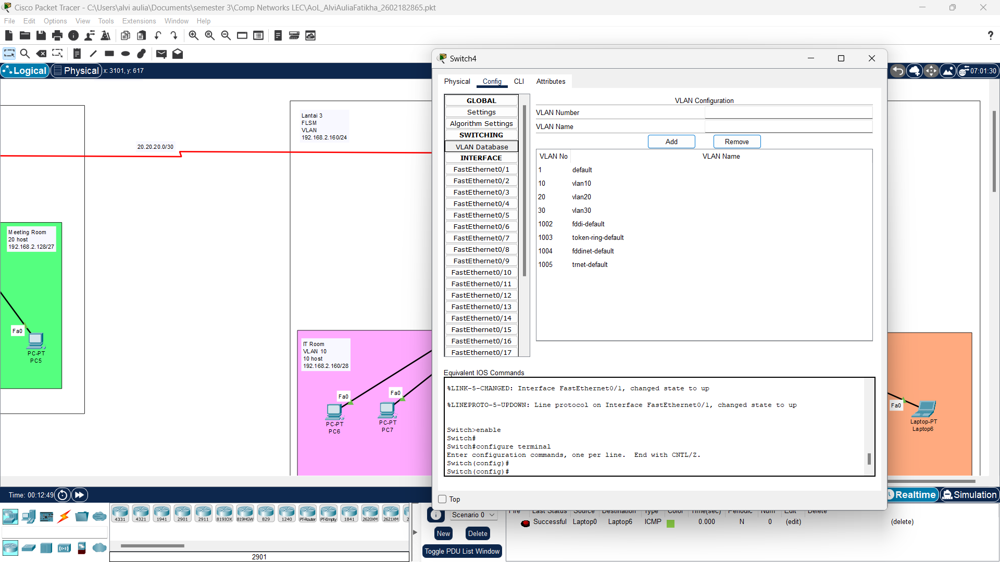 Cisco Packet Tracer - C:\Users\alvi aulia\Documents\semester 3\Comp Networks LEC\AoL_AlviAuliaFatikha_2602182865.pkt
File Edit Options View Tools Extensions Window Help
Logical Physical x: 3101, y: 617
07:01:30
20.20.20.0/30
Meeting Room
20 host
192.168.2.128/27
Fa0
PC-PT
PC5
Lantai 3
FLSM
VLAN
192.168.2.160/24
IT Room
VLAN 10
10 host
192.168.2.160/28
Fa0
PC-PT
PC6
Fa0
PC-PT
PC7
Switch4
Physical Config CLI Attributes
GLOBAL
Settings
Algorithm Settings
SWITCHING
VLAN Database
INTERFACE
FastEthernet0/1
FastEthernet0/2
FastEthernet0/3
FastEthernet0/4
FastEthernet0/5
FastEthernet0/6
FastEthernet0/7
FastEthernet0/8
FastEthernet0/9
FastEthernet0/10
FastEthernet0/11
FastEthernet0/12
FastEthernet0/13
FastEthernet0/14
FastEthernet0/15
FastEthernet0/16
FastEthernet0/17
VLAN Configuration
VLAN Number
VLAN Name
Add Remove
VLAN No VLAN Name
1 default
10 vlan10
20 vlan20
30 vlan30
1002 fddi-default
1003 token-ring-default
1004 fddinet-default
1005 trnet-default
Equivalent IOS Commands
%LINK-5-CHANGED: Interface FastEthernet0/1, changed state to up
%LINEPROTO-5-UPDOWN: Line protocol on Interface FastEthernet0/1, changed state to up
Switch>enable
Switch#
Switch#configure terminal
Enter configuration commands, one per line. End with CNTL/Z.
Switch(config)#
Switch(config)#
Top
Fa0
Laptop-PT
Laptop6
Time: 00:12:49
Realtime Simulation
4331 4321 1941 2901 2911 819IOX 819HGW 829 1240 PT-Router PT-Empty 1841 2620XM 2621XM 2
2901
Scenario 0
New Delete
Toggle PDU List Window
Fire Last Status Source Destination Type Color Time(sec) Periodic Num Edit Delete
Successful Laptop0 Laptop6 ICMP 0.000 N 0 (edit) (delete)